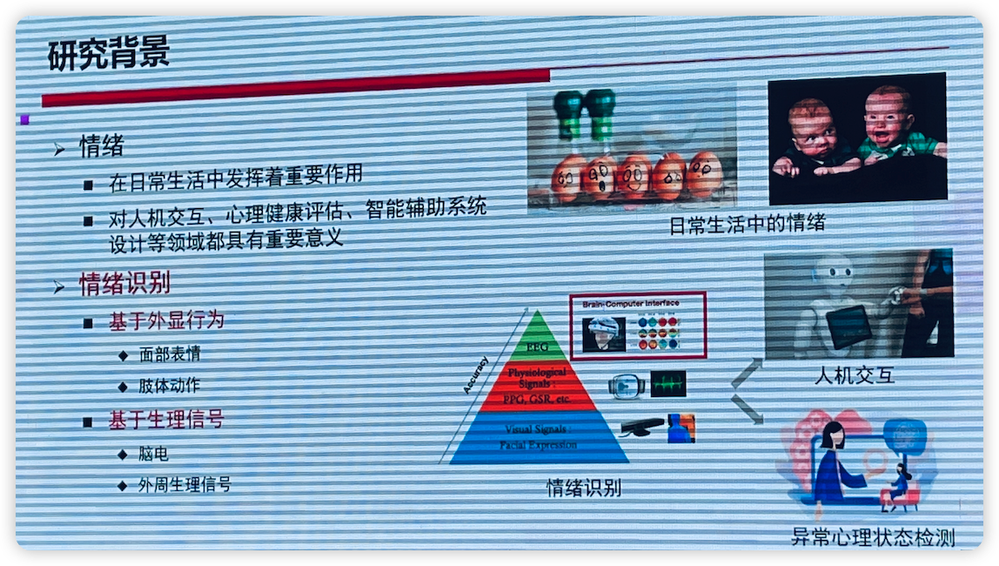 研究背景
情绪
在日常生活中发挥着重要作用
对人机交互、心理健康评估、智能辅助系统
设计等领域都具有重要意义
情绪识别
基于外显行为
面部表情
肢体动作
基于生理信号
脑电
外周生理信号
日常生活中的情绪
Brain-Computer Interface
Accuracy
EEG
Physiological
Signals :
PPG, GSR, etc.
Visual Signals :
Facial Expression
情绪识别
人机交互
异常心理状态检测